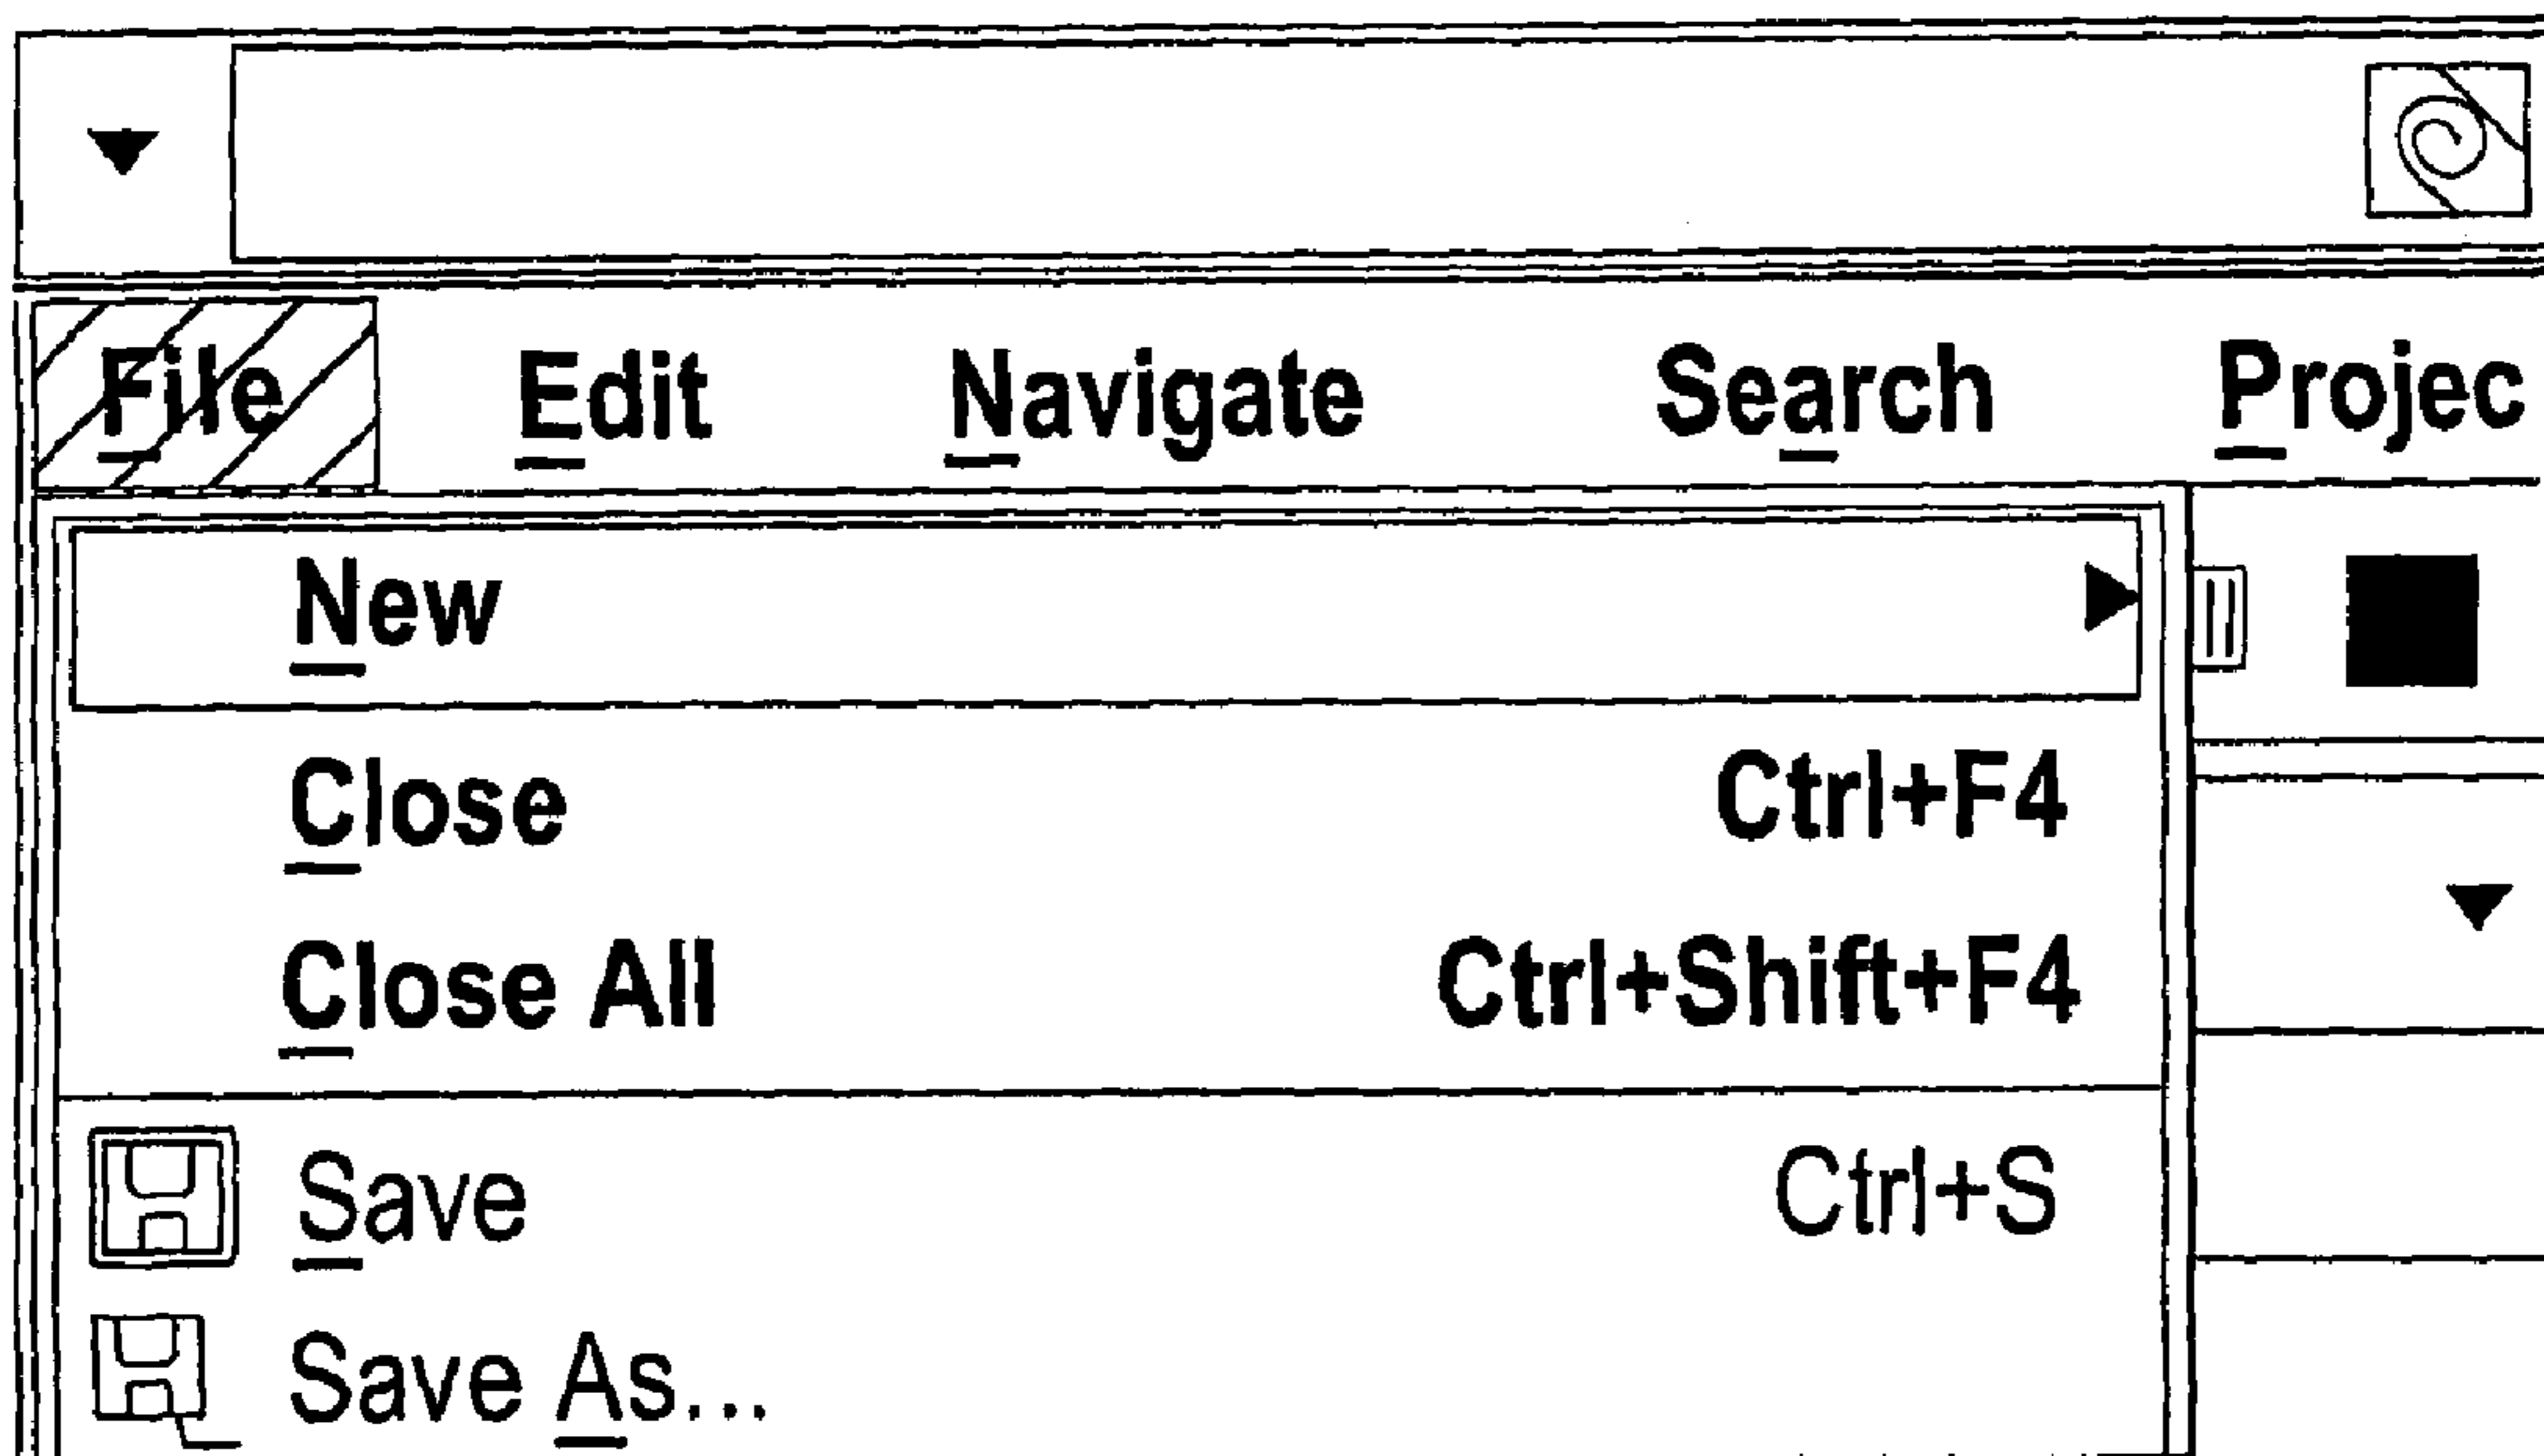 File Edit Navigate Search Projec
New
Close Ctrl+F4
Close All Ctrl+Shift+F4
Save Ctrl+S
Save As...